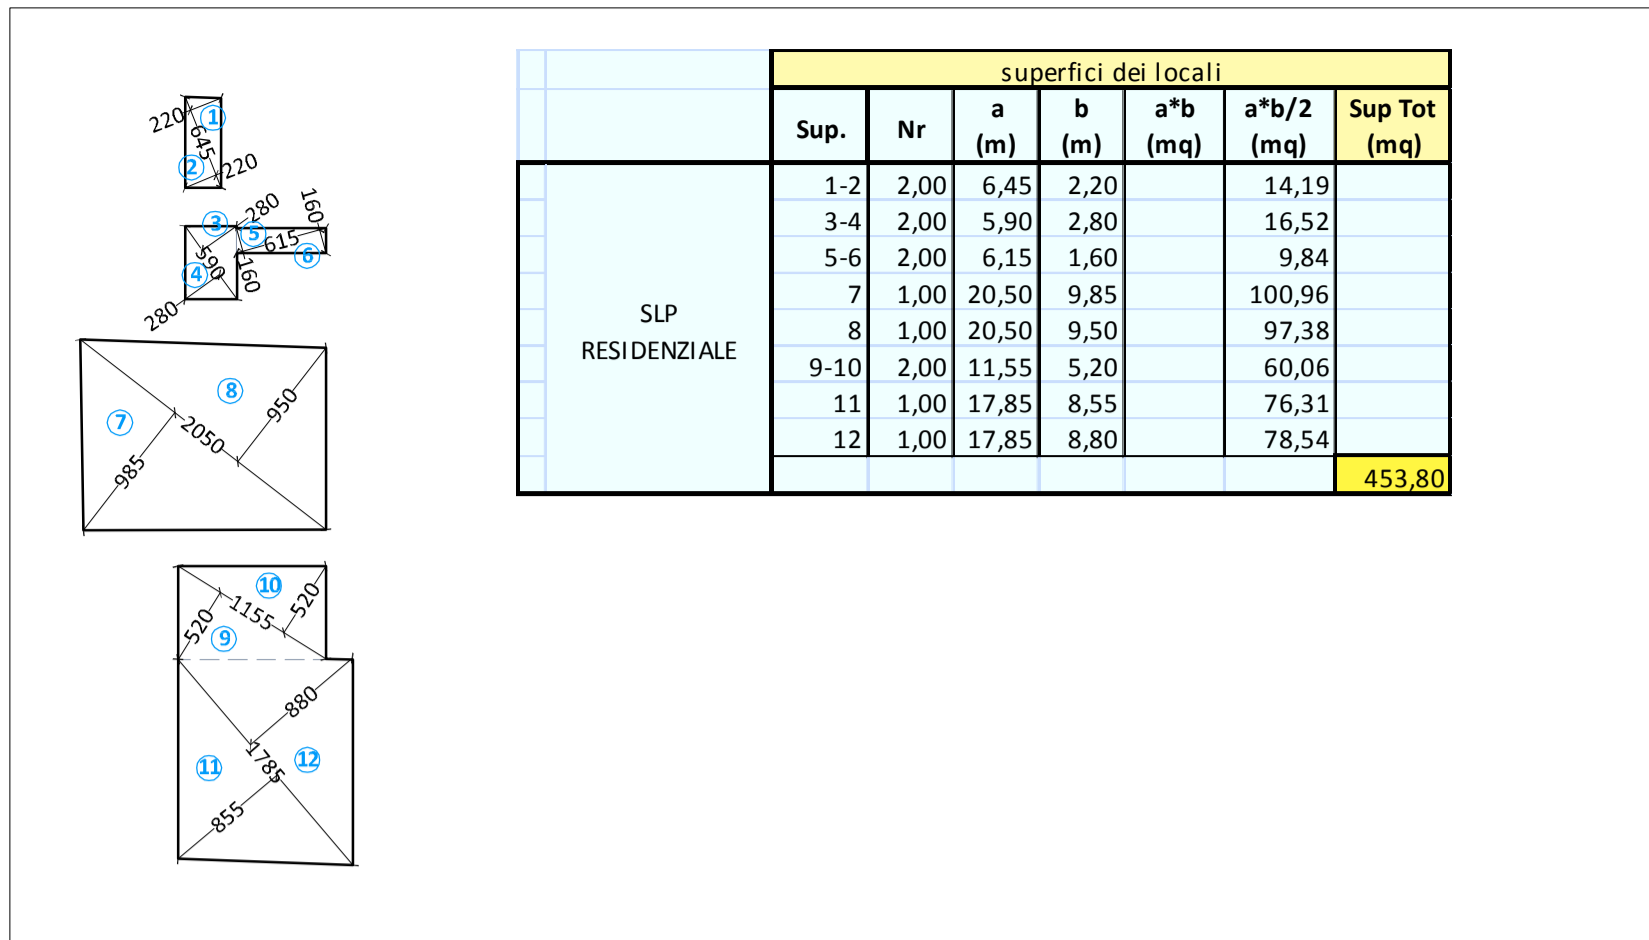 220
1
645
2
220
3
280
160
5
615
6
590
4
160
280
8
7
950
2050
985
10
520
1155
520
9
880
11
1785
12
855
superfici dei locali
Sup. Nr a (m) b (m) a*b (mq) a*b/2 (mq) Sup Tot (mq)
SLP
RESIDENZIALE
1-2 2,00 6,45 2,20 14,19
3-4 2,00 5,90 2,80 16,52
5-6 2,00 6,15 1,60 9,84
7 1,00 20,50 9,85 100,96
8 1,00 20,50 9,50 97,38
9-10 2,00 11,55 5,20 60,06
11 1,00 17,85 8,55 76,31
12 1,00 17,85 8,80 78,54
453,80